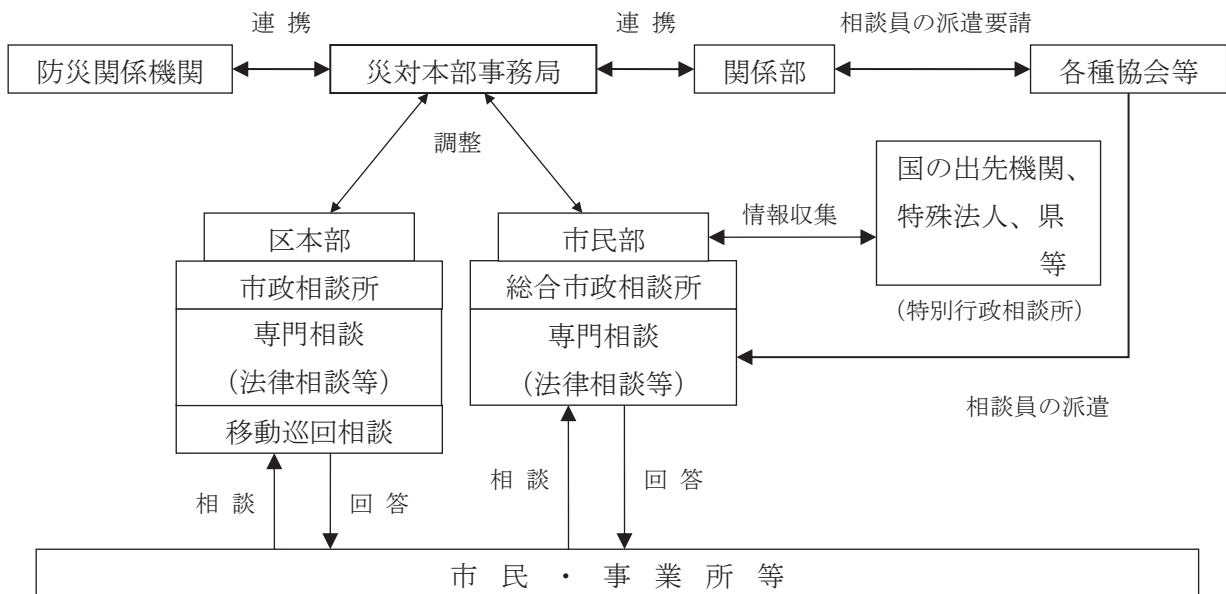 連 携
連 携
相談員の派遣要請
防災関係機関
災対本部事務局
関係部
各種協会等
調整
国の出先機関、
特殊法人、県
等
(特別行政相談所)
情報収集
区本部
市政相談所
専門相談
(法律相談等)
移動巡回相談
市民部
総合市政相談所
専門相談
(法律相談等)
相談員の派遣
相 談
回 答
相 談
回 答
市 民 ・ 事 業 所 等